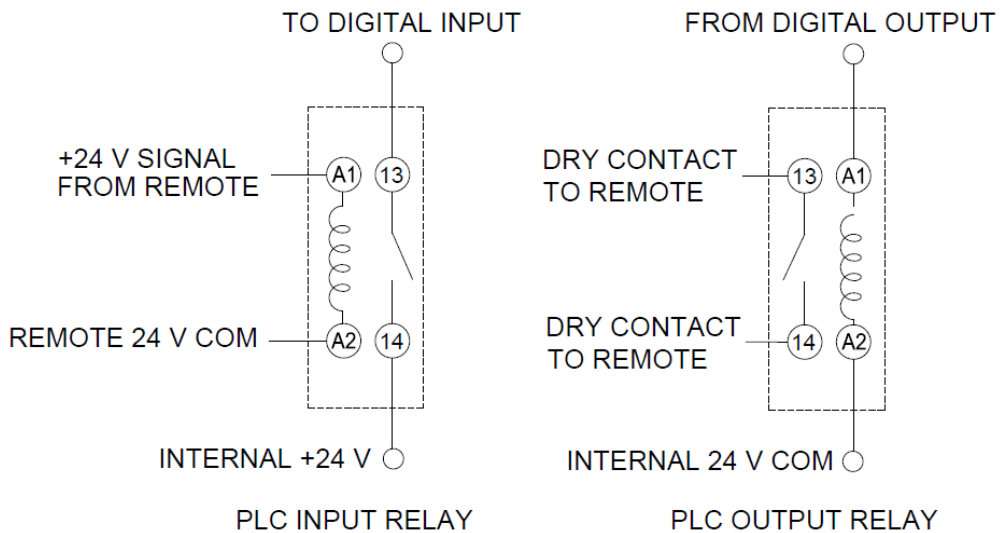 TO DIGITAL INPUT
+24 V SIGNAL
FROM REMOTE
A1
13
REMOTE 24 V COM
A2
14
INTERNAL +24 V
PLC INPUT RELAY
FROM DIGITAL OUTPUT
DRY CONTACT
TO REMOTE
13
A1
DRY CONTACT
TO REMOTE
14
A2
INTERNAL 24 V COM
PLC OUTPUT RELAY